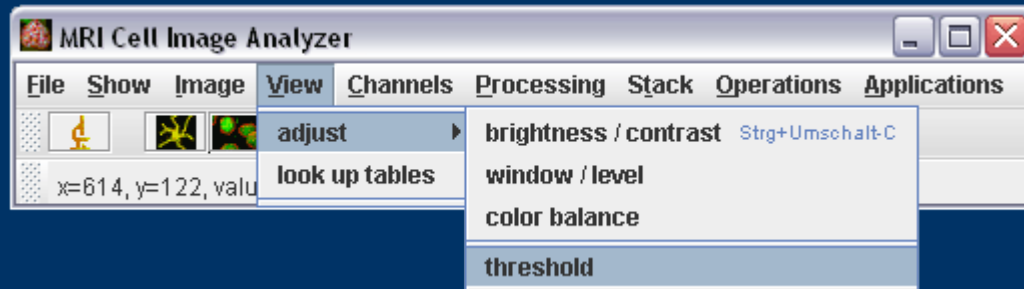 MRI Cell Image Analyzer
File Show Image View Channels Processing Stack Operations Applications
adjust brightness / contrast Strg+Umschalt-C
look up tables window / level
x=614, y=122, valu
color balance
threshold